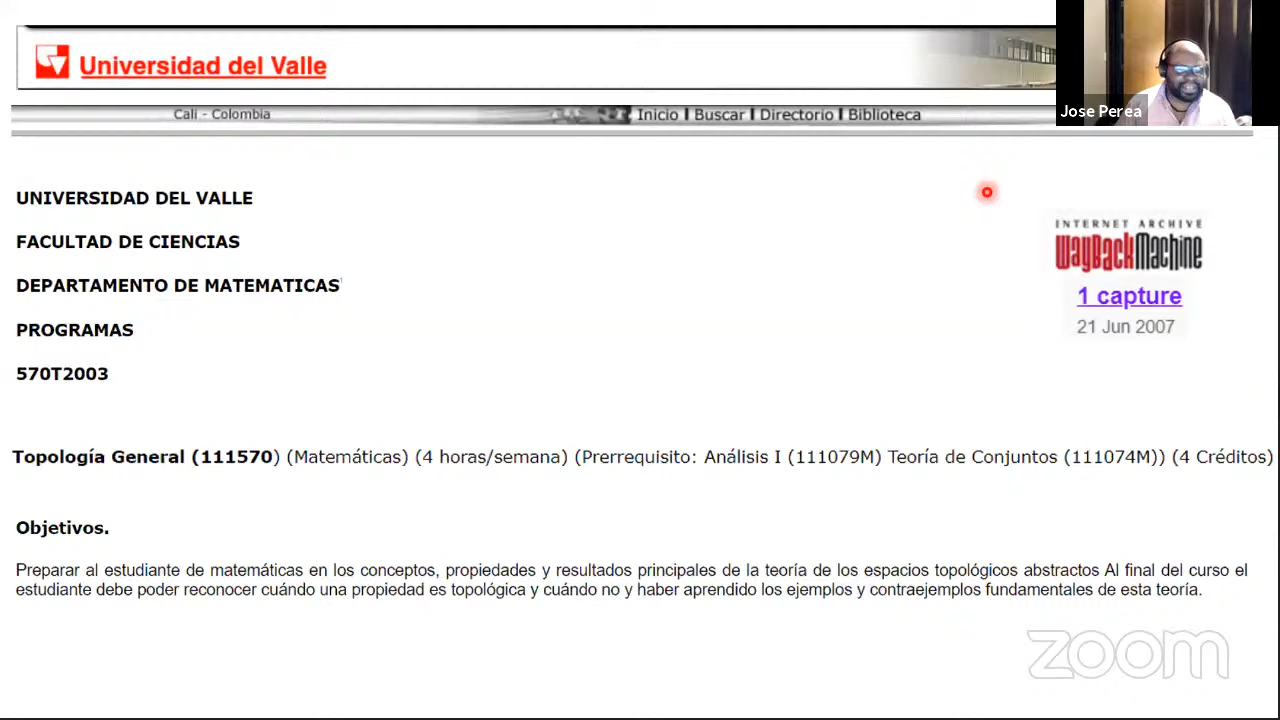 Universidad del Valle
Jose Perea
Cali - Colombia
Inicio I Buscar I Directorio I Biblioteca
UNIVERSIDAD DEL VALLE
FACULTAD DE CIENCIAS
DEPARTAMENTO DE MATEMATICAS
PROGRAMAS
570T2003
INTERNET ARCHIVE
WayBackMachine
1 capture
21 Jun 2007
Topología General (111570) (Matemáticas) (4 horas/semana) (Prerrequisito: Análisis I (111079M) Teoría de Conjuntos (111074M)) (4 Créditos)
Objetivos.
Preparar al estudiante de matemáticas en los conceptos, propiedades y resultados principales de la teoría de los espacios topológicos abstractos Al final del curso el
estudiante debe poder reconocer cuándo una propiedad es topológica y cuándo no y haber aprendido los ejemplos y contraejemplos fundamentales de esta teoría.
zoom